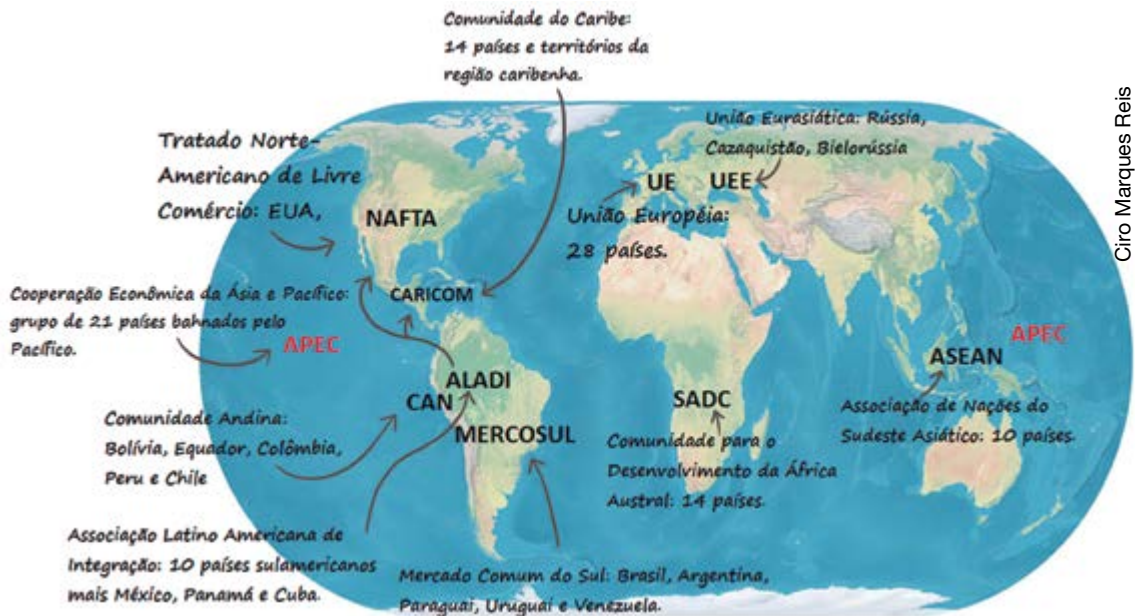 Comunidade do Caribe:
14 países e territórios da
região caribenha.
Ciro Marques Reis
União Eurasiática: Rússia,
Cazaquistão, Bielorrússia
Tratado Norte-
Americano de Livre
Comércio: EUA,
NAFTA
UE
UEE
União Européia:
28 países.
Cooperação Econômica da Ásia e Pacífico:
grupo de 21 países bahnados pelo
Pacífico.
CARICOM
APEC
APEC
ASEAN
ALADI
CAN
MERCOSUL
SADC
Associação de Nações do
Sudeste Asiático: 10 países.
Comunidade Andina:
Bolívia, Equador, Colômbia,
Peru e Chile
Comunidade para o
Desenvolvimento da África
Austral: 14 países.
Associação Latino Americana de
Integração: 10 países sulamericanos
mais México, Panamá e Cuba.
Mercado Comum do Sul: Brasil, Argentina,
Paraguai, Uruguai e Venezuela.